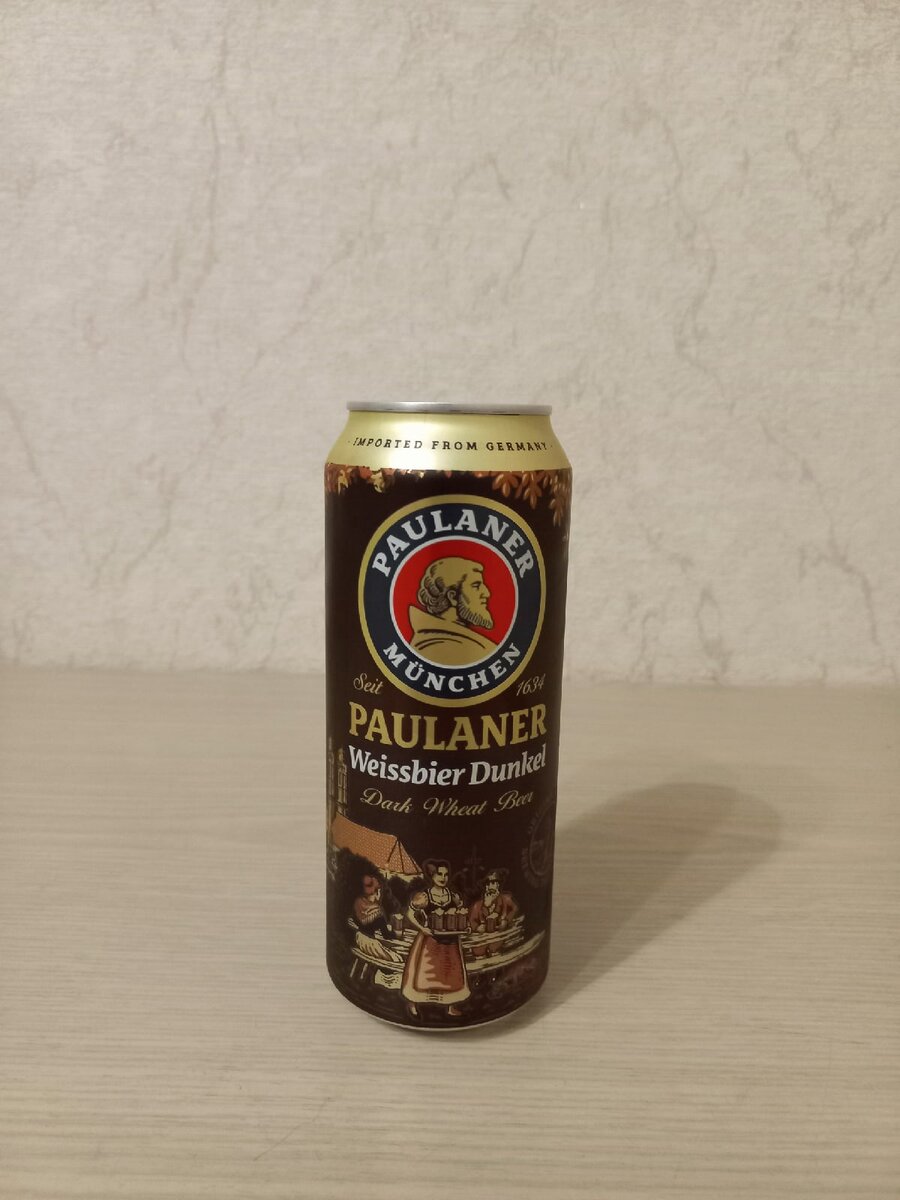 · IMPORTED FROM GERMANY ·
PAULANER
MÜNCHEN
Seit 1634
PAULANER
Weissbier Dunkel
Dark Wheat Beer